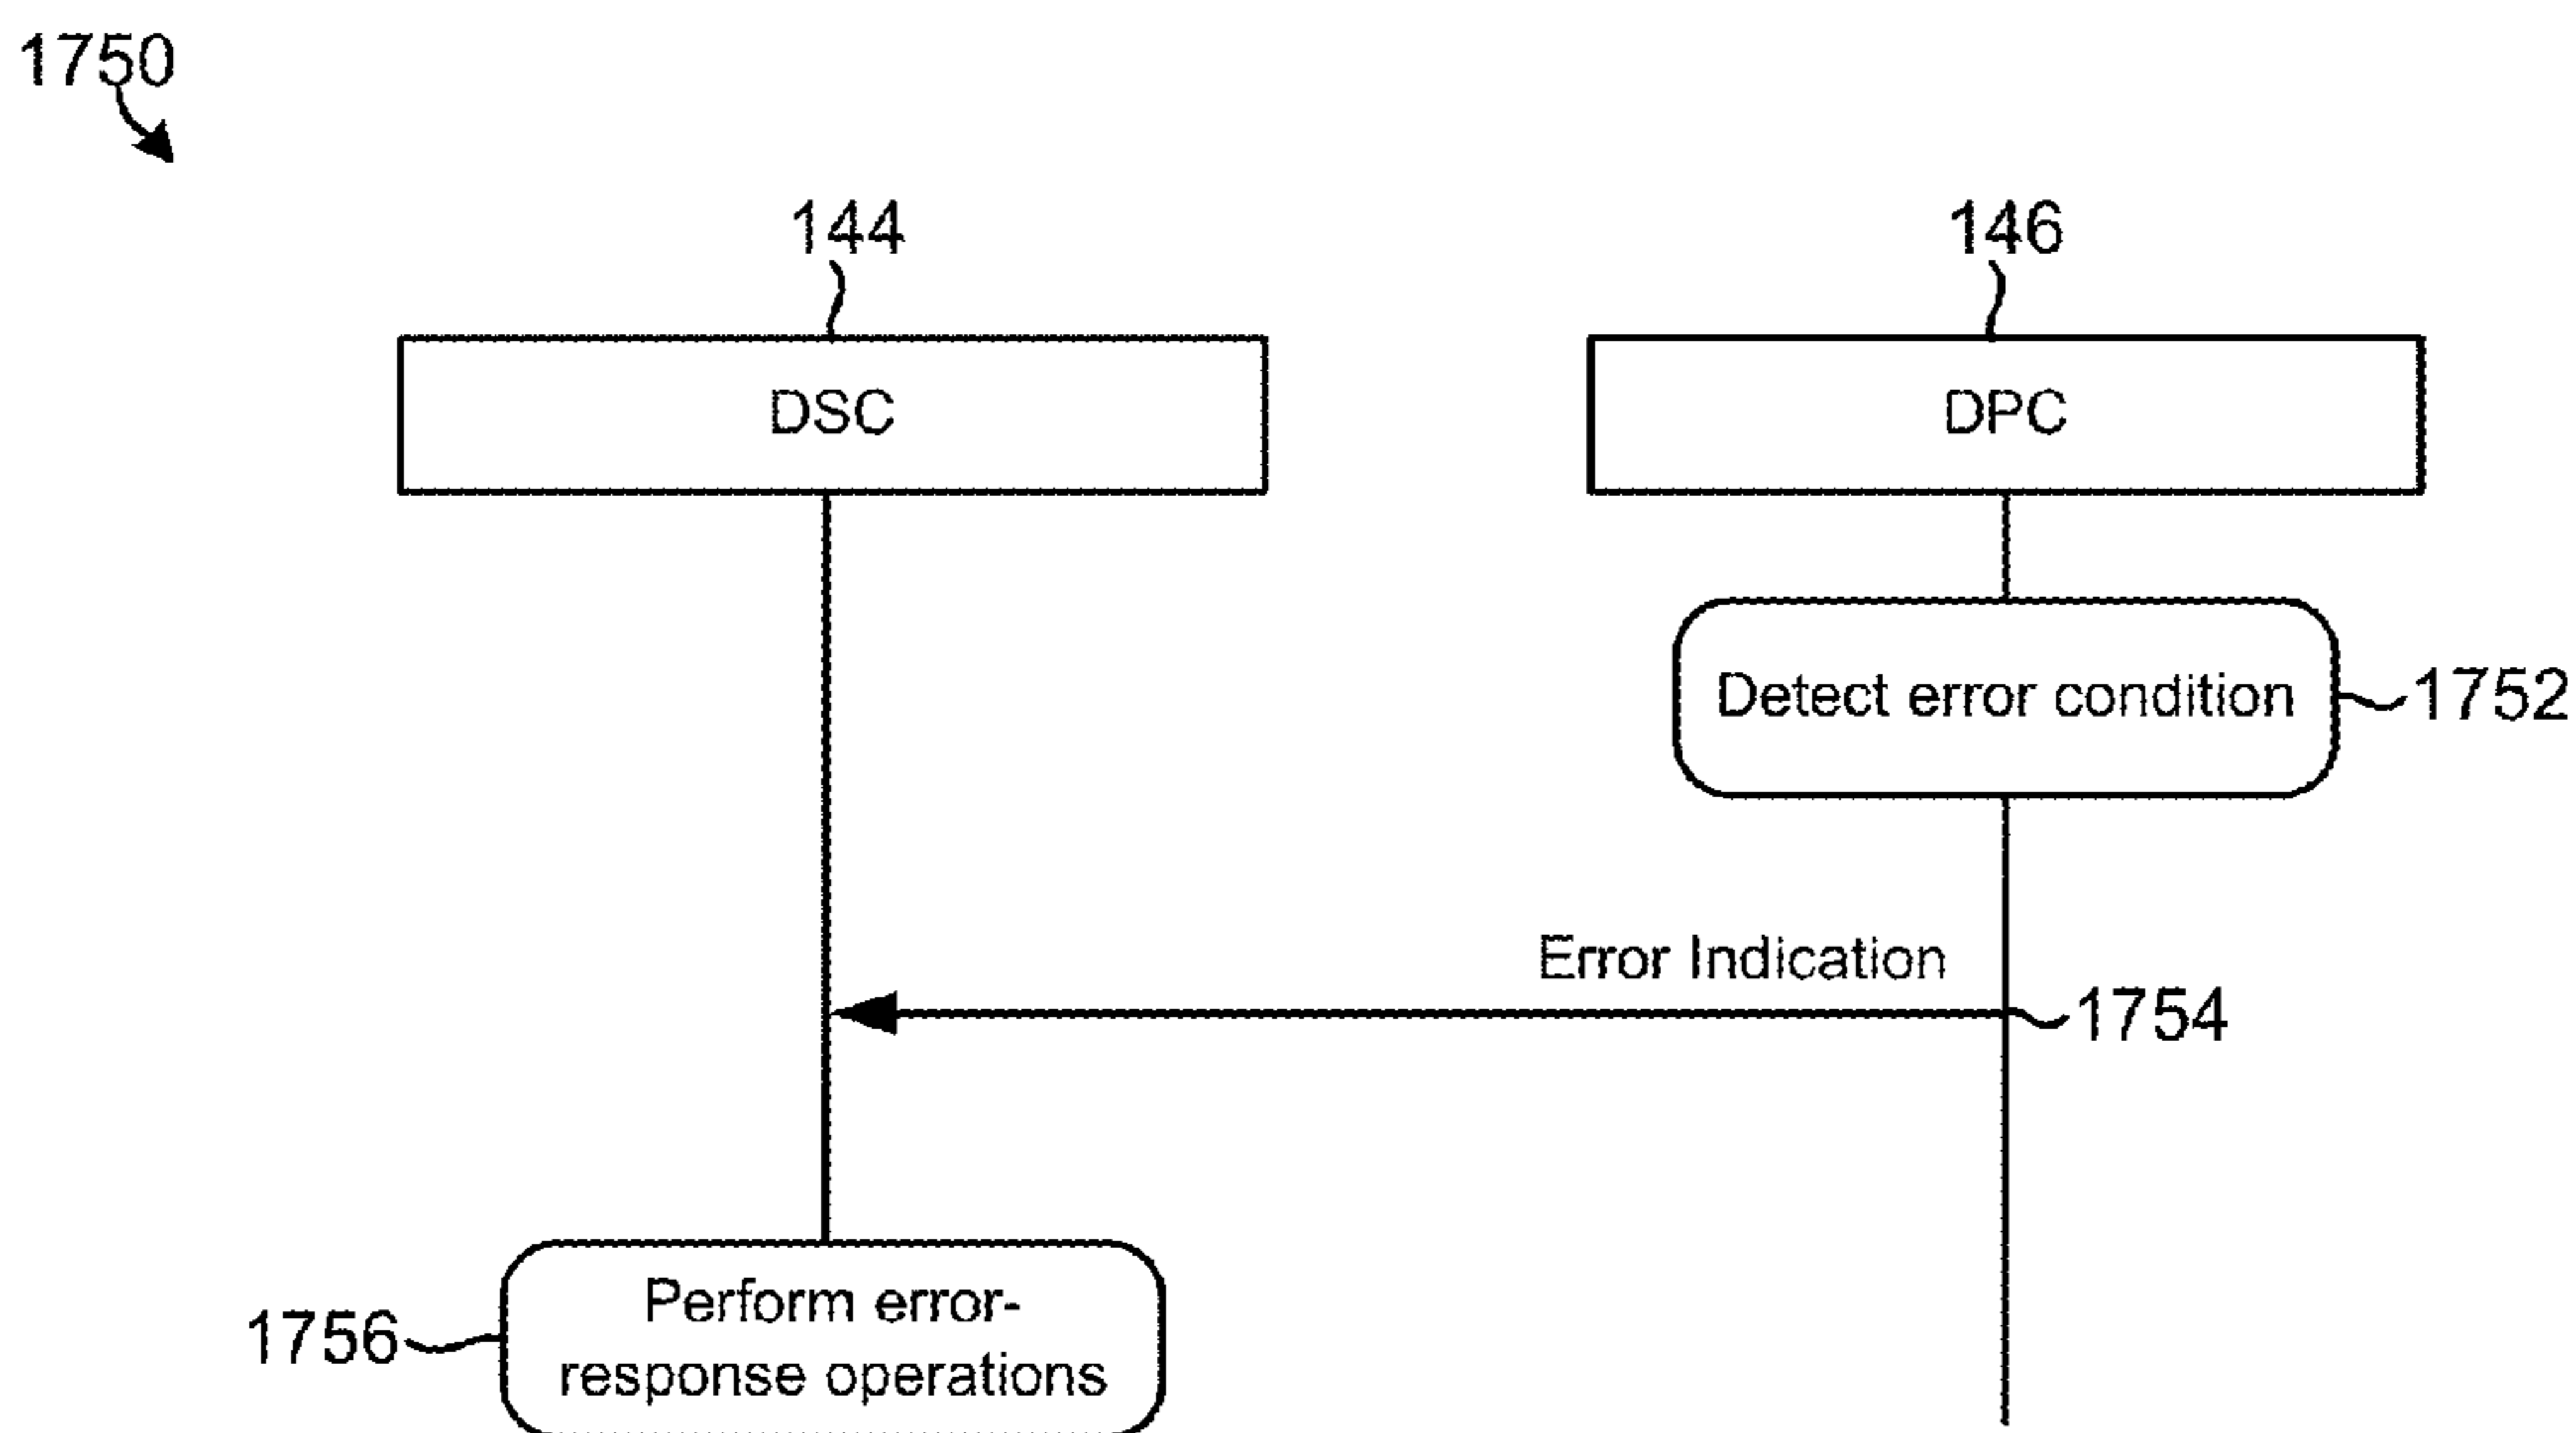 1750
144
146
DSC
DPC
Detect error condition
1752
Error Indication
1754
Perform error-
response operations
1756